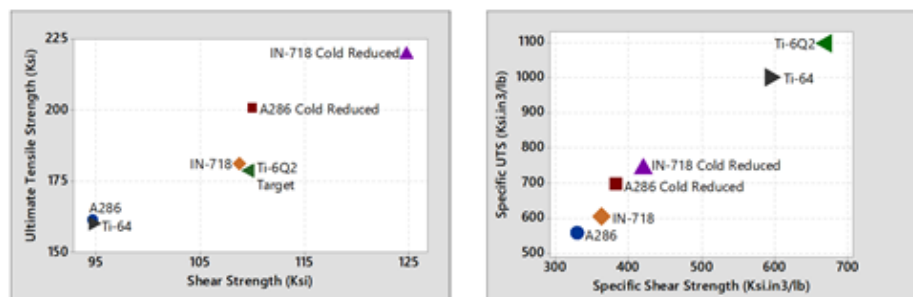 Ultimate Tensile Strength (Ksi)
225
200
175
150
IN-718 Cold Reduced
A286 Cold Reduced
IN-718
Ti-6Q2
Target
A286
Ti-64
95
105
115
125
Shear Strength (Ksi)
Specific UTS (Ksi.in3/lb)
1100
1000
900
800
700
600
500
Ti-6Q2
Ti-64
IN-718 Cold Reduced
A286 Cold Reduced
IN-718
A286
300
400
500
600
700
Specific Shear Strength (Ksi.in3/lb)